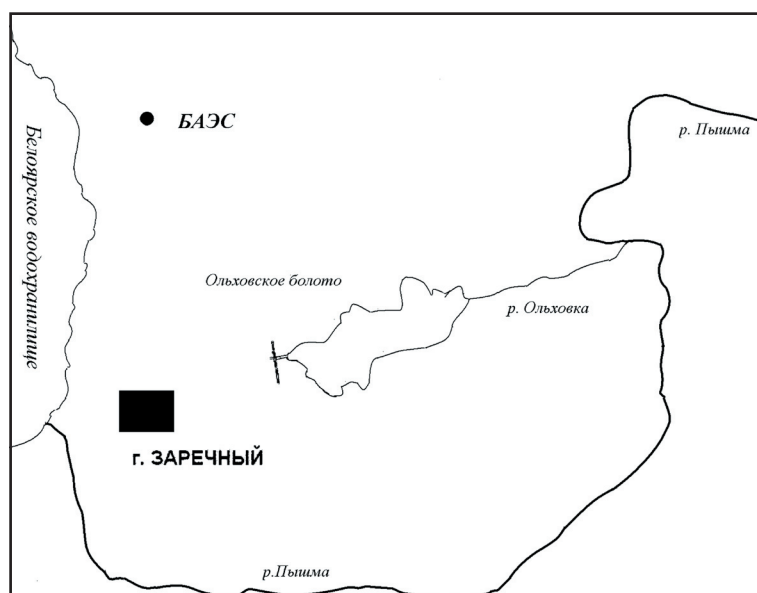 БАЭС
р. Пышма
Белоярское водохранилище
Ольховское болото
р. Ольховка
г. ЗАРЕЧНЫЙ
р.Пышма